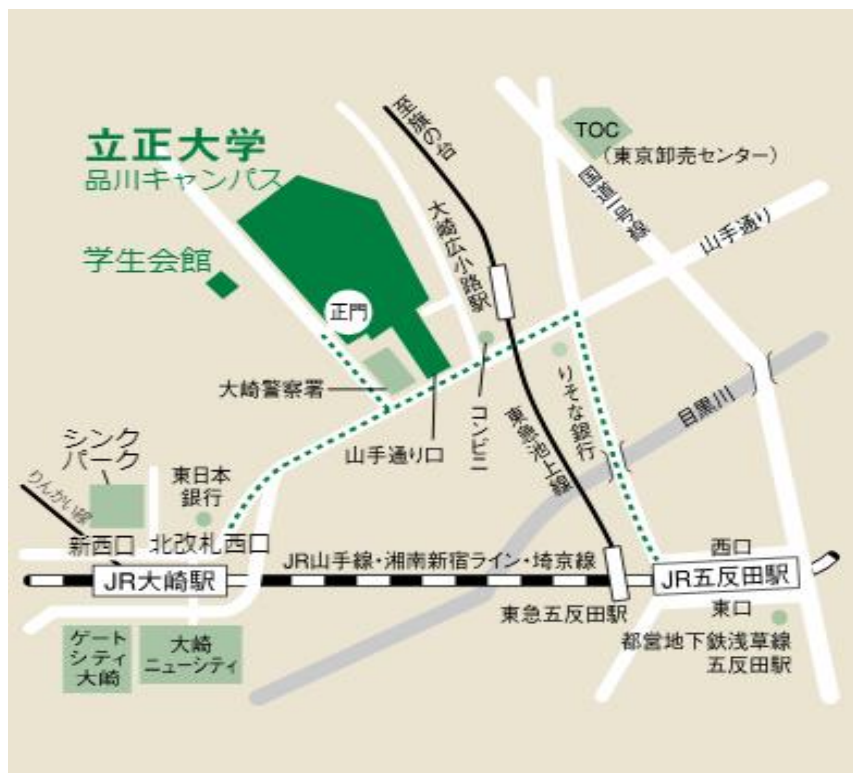 立正大学
品川キャンパス
学生会館
正門
至旗の台
大崎広小路駅
TOC
(東京卸売センター)
国道一号線
山手通り
大崎警察署
山手通り口
コンビニ
東急池上線
りそな銀行
目黒川
シンク
パーク
りんかい線
東日本
銀行
新西口
北改札西口
JR大崎駅
JR山手線・湘南新宿ライン・埼京線
西口
JR五反田駅
東口
東急五反田駅
都営地下鉄浅草線
五反田駅
ゲート
シティ
大崎
大崎
ニューシティ